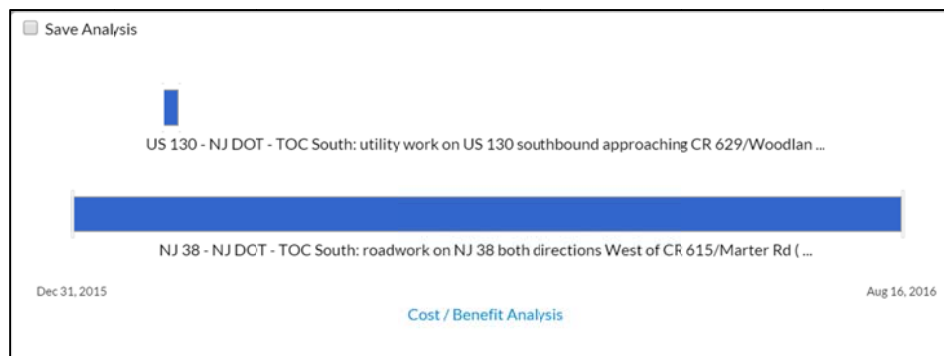 Save Analysis
US 130 - NJ DOT - TOC South: utility work on US 130 southbound approaching CR 629/Woodlan ...
NJ 38 - NJ DOT - TOC South: roadwork on NJ 38 both directions West of CR 615/Marter Rd ( ...
Dec 31, 2015 Aug 16, 2016
Cost / Benefit Analysis